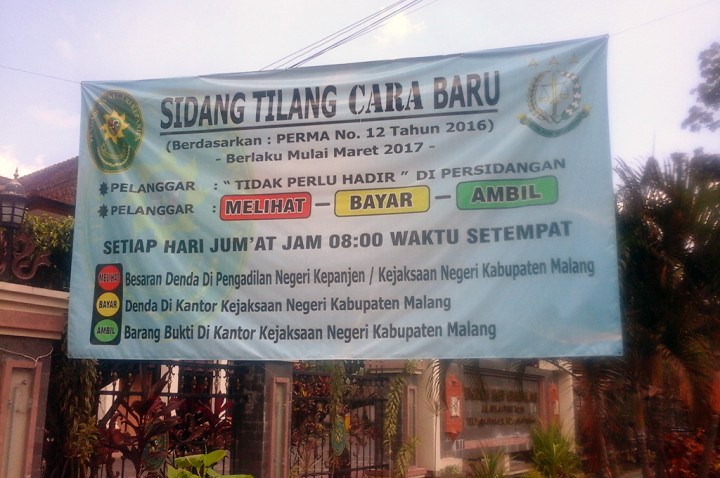 SIDANG TILANG CARA BARU
(Berdasarkan : PERMA No. 12 Tahun 2016)
- Berlaku Mulai Maret 2017 -
PELANGGAR : " TIDAK PERLU HADIR " DI PERSIDANGAN
PELANGGAR : MELIHAT - BAYAR - AMBIL
SETIAP HARI JUM'AT JAM 08:00 WAKTU SETEMPAT
MELIHAT Besaran Denda Di Pengadilan Negeri Kepanjen / Kejaksaan Negeri Kabupaten Malang
BAYAR Denda Di Kantor Kejaksaan Negeri Kabupaten Malang
AMBIL Barang Bukti Di Kantor Kejaksaan Negeri Kabupaten Malang